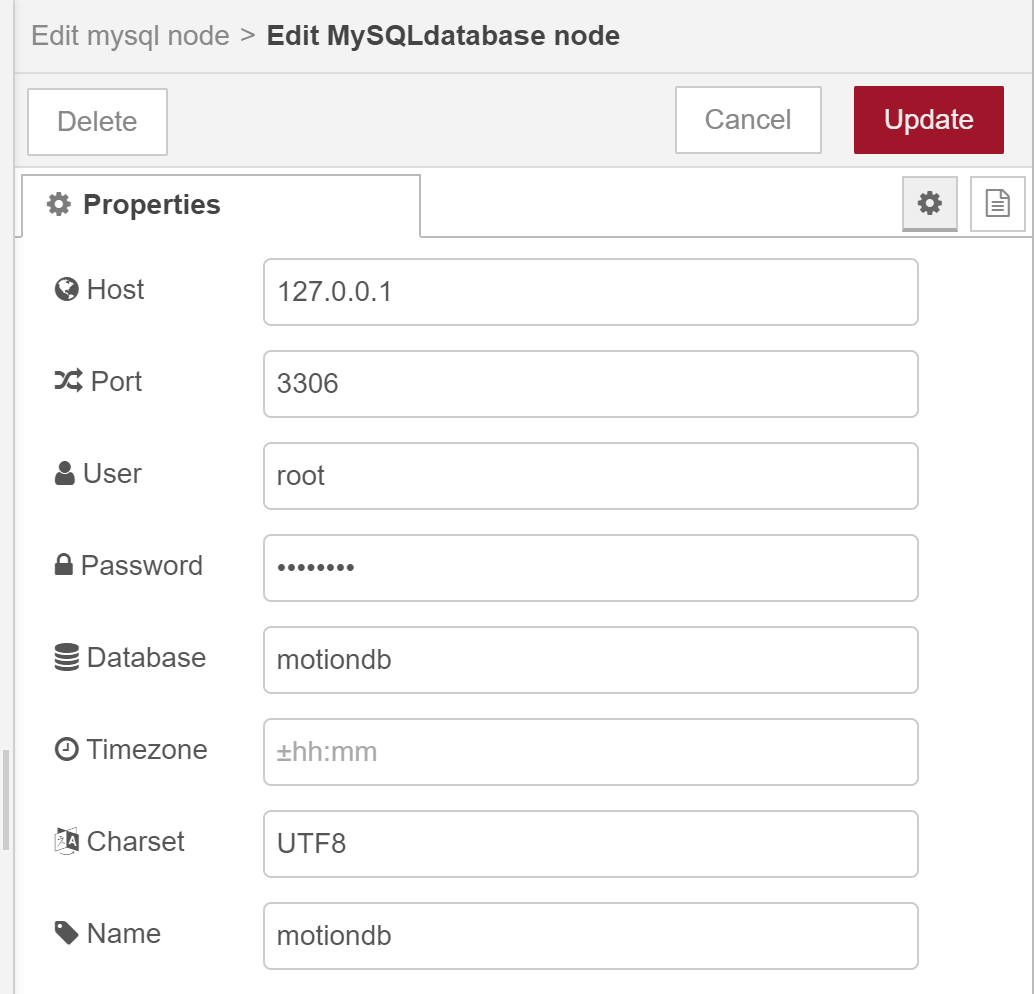 Edit mysql node > Edit MySQLdatabase node
Delete Cancel Update
Properties
Host 127.0.0.1
Port 3306
User root
Password ••••••••
Database motiondb
Timezone ±hh:mm
Charset UTF8
Name motiondb